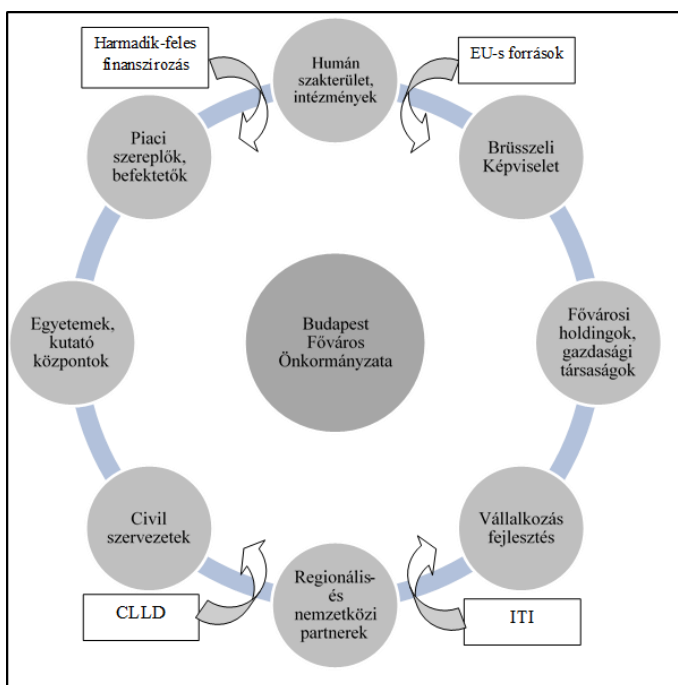 Harmadik-feles
finanszirozás
Humán
szakterület,
intézmények
EU-s források
Piaci
szereplők,
befektetők
Brüsszeli
Képviselet
Egyetemek,
kutató
központok
Budapest
Főváros
Önkormányzata
Fővárosi
holdingok,
gazdasági
társaságok
Civil
szervezetek
Vállalkozás
fejlesztés
Regionális-
és
nemzetközi
partnerek
CLLD
ITI